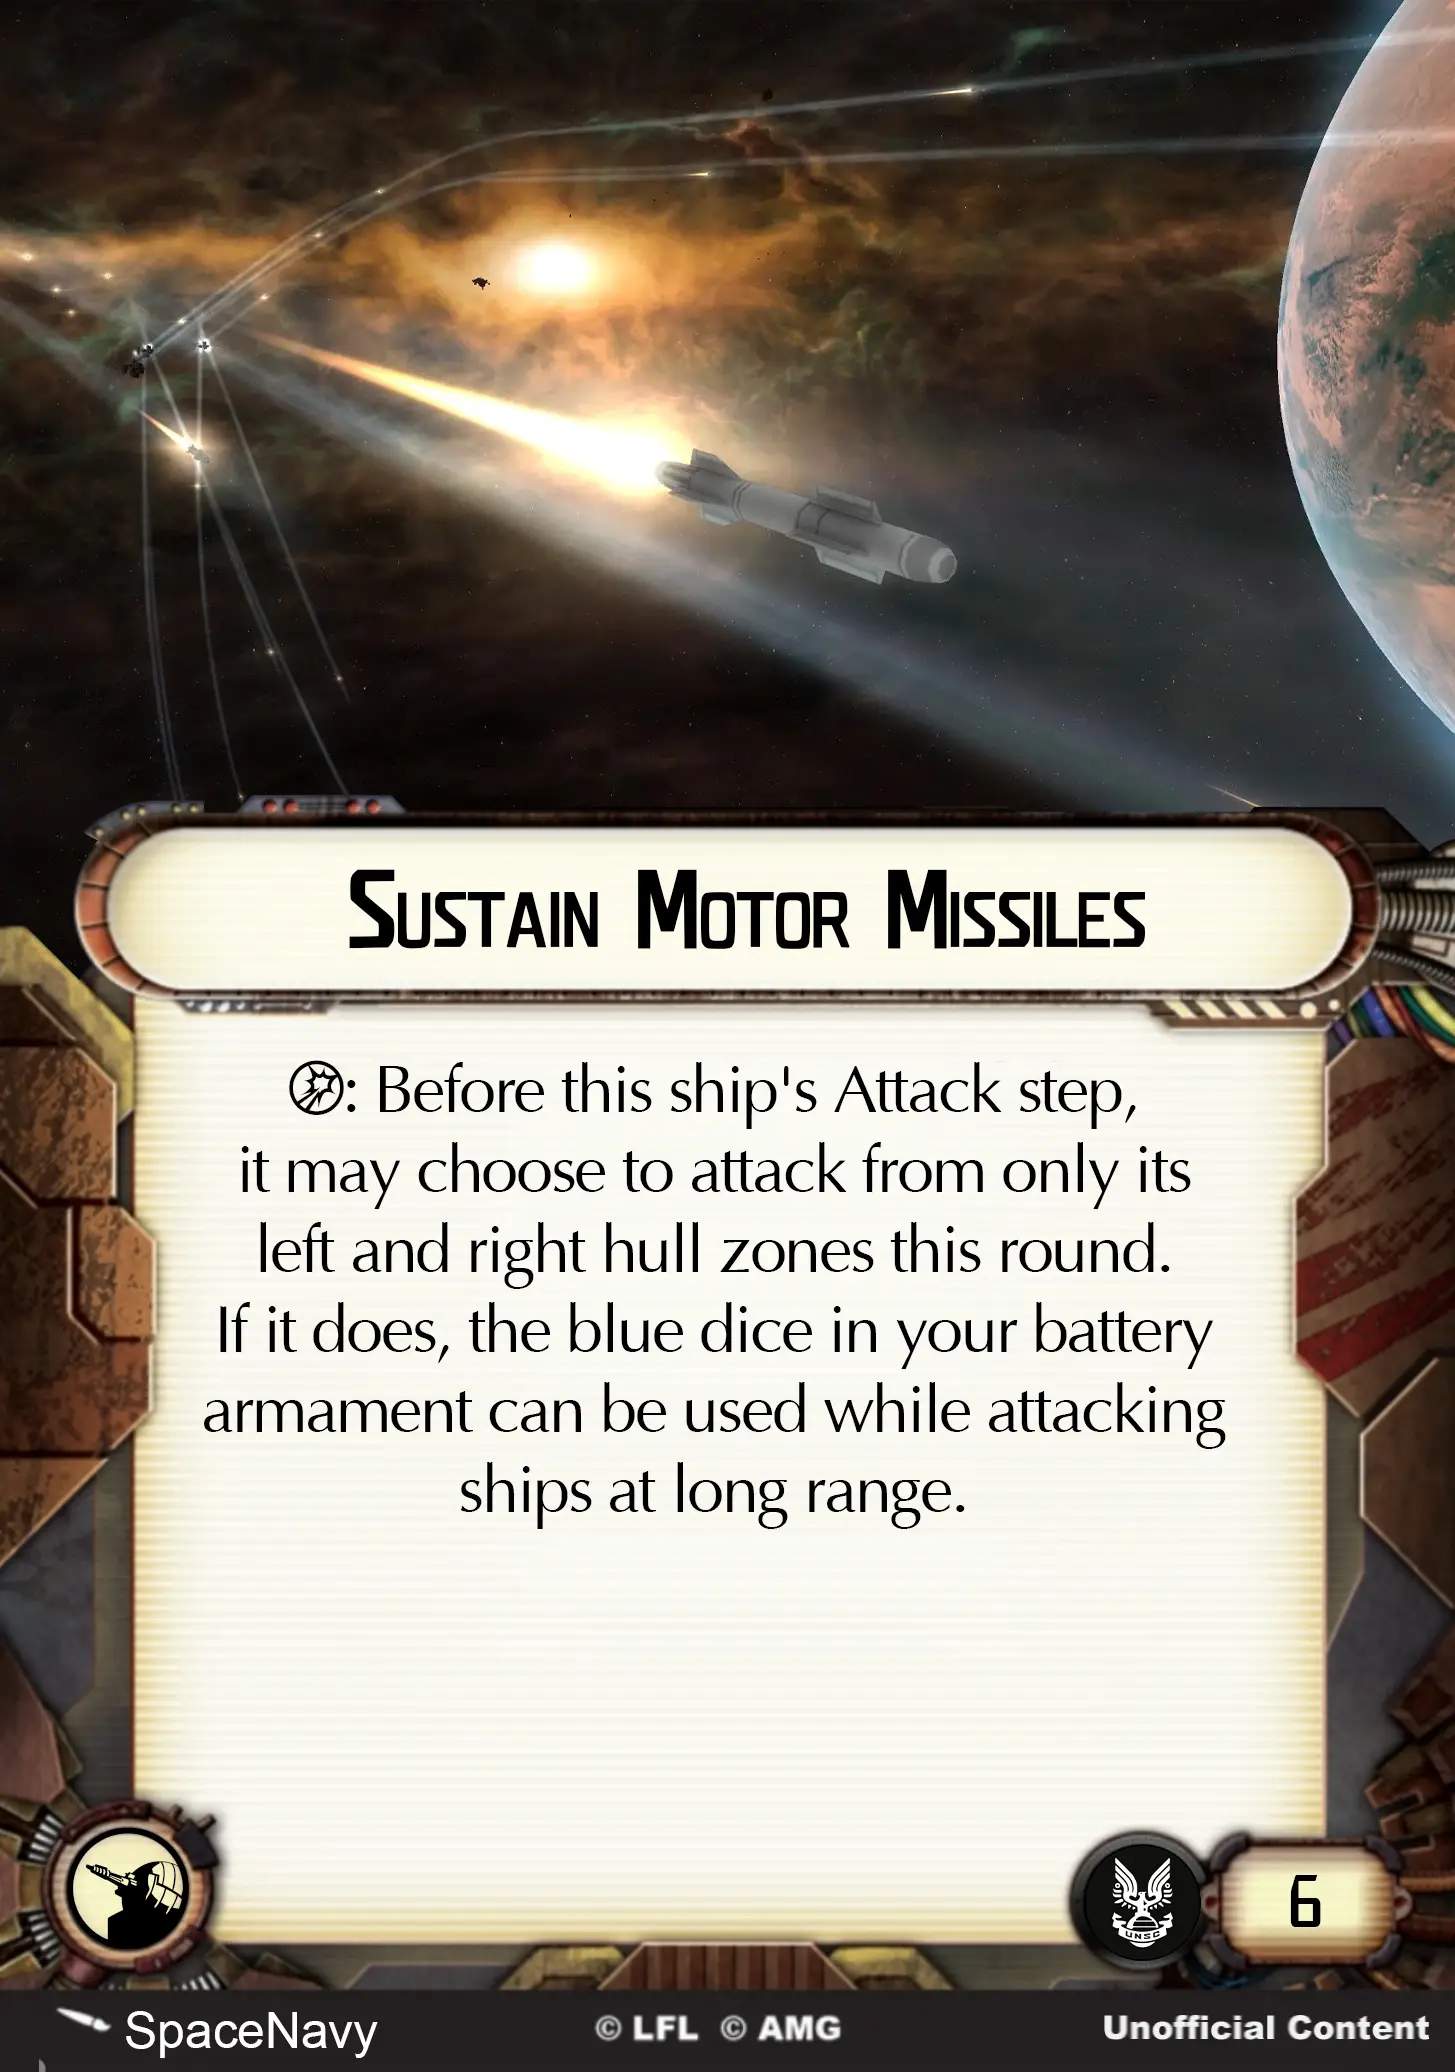 Sustain Motor Missiles
: Before this ship's Attack step,
it may choose to attack from only its
left and right hull zones this round.
If it does, the blue dice in your battery
armament can be used while attacking
ships at long range.
UNSC
6
SpaceNavy
© LFL © AMG
Unofficial Content